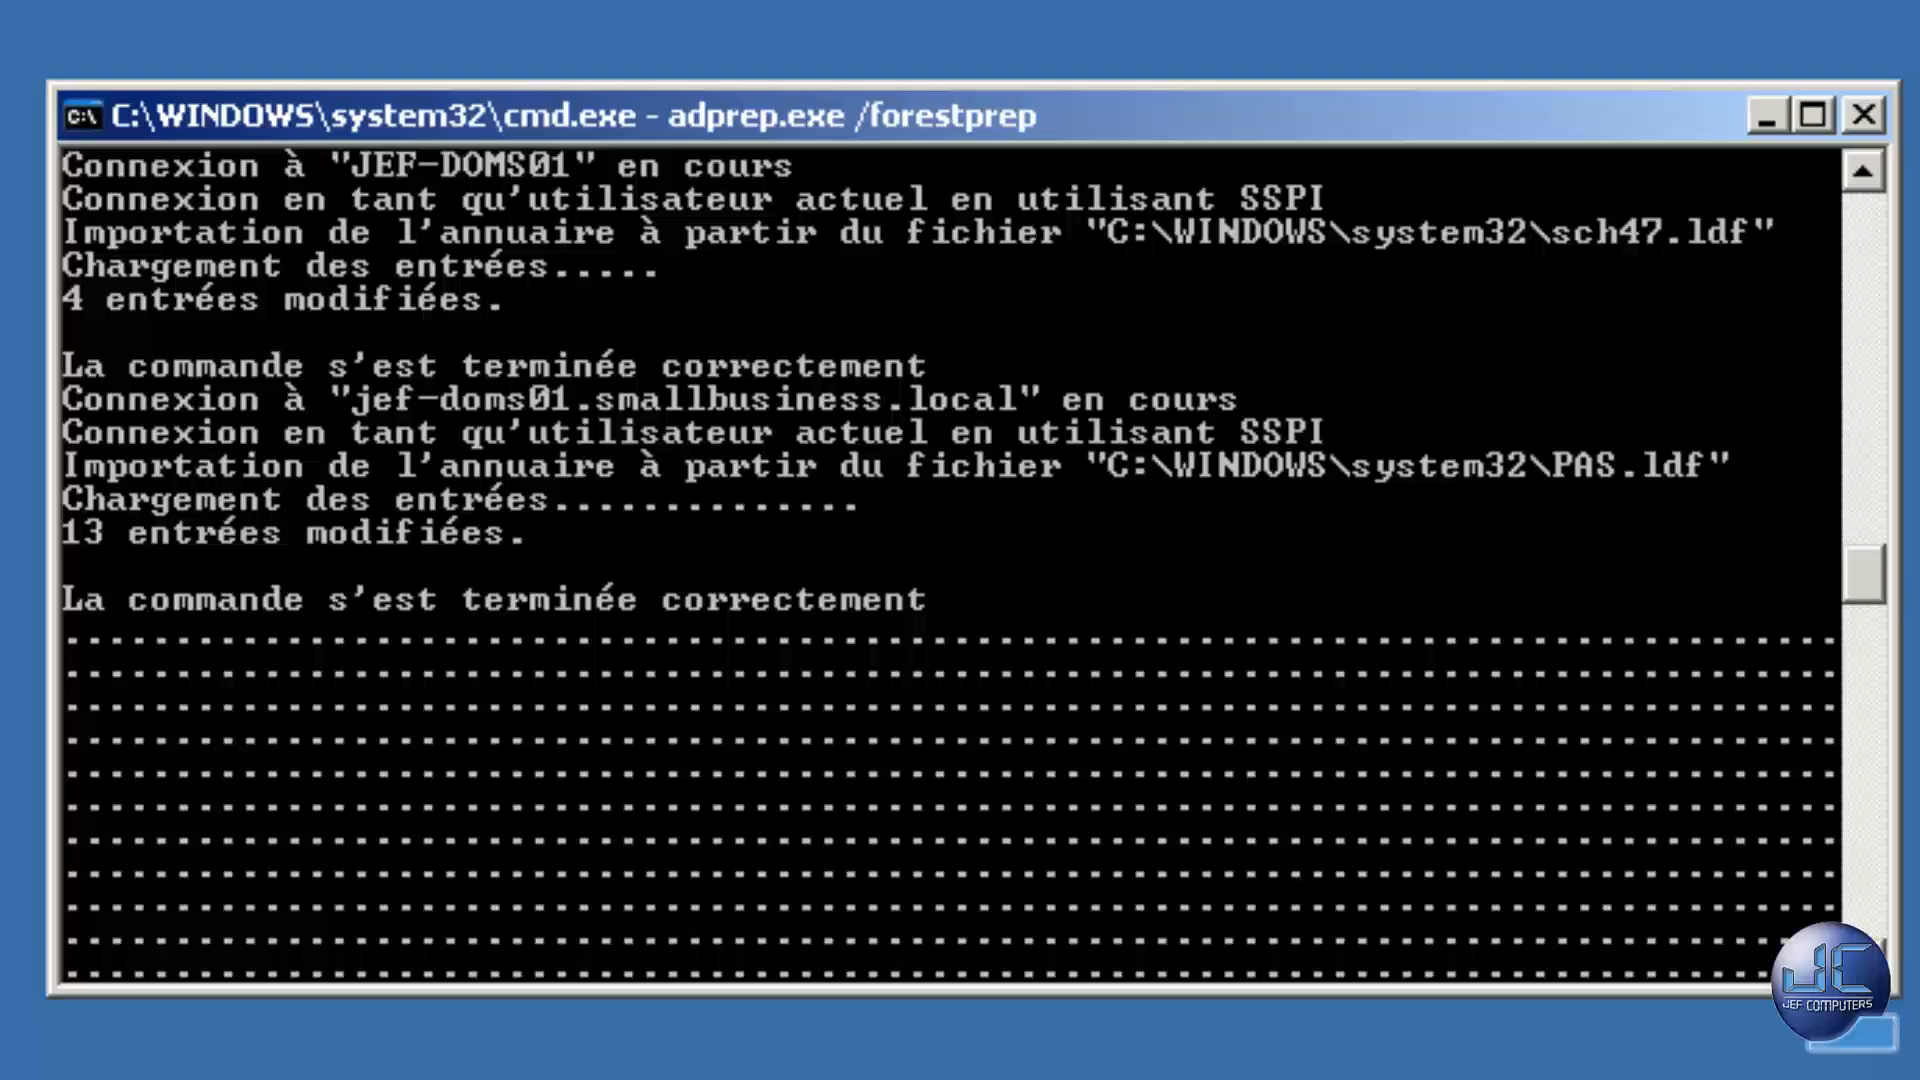 C:\WINDOWS\system32\cmd.exe - adprep.exe /forestprep
Connexion à "JEF-DOMS01" en cours
Connexion en tant qu'utilisateur actuel en utilisant SSPI
Importation de l'annuaire à partir du fichier "C:\WINDOWS\system32\sch47.ldf"
Chargement des entrées.....
4 entrées modifiées.
La commande s'est terminée correctement
Connexion à "jef-doms01.smallbusiness.local" en cours
Connexion en tant qu'utilisateur actuel en utilisant SSPI
Importation de l'annuaire à partir du fichier "C:\WINDOWS\system32\PAS.ldf"
Chargement des entrées..............
13 entrées modifiées.
La commande s'est terminée correctement
JC
JEF COMPUTERS